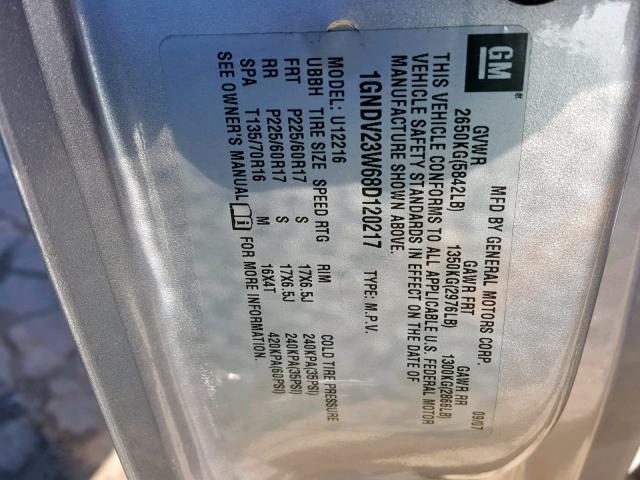 GM
MFD BY GENERAL MOTORS CORP. 09/07
GVWR GAWR FRT GAWR RR
2650KG(5842LB) 1350KG(2976LB) 1300KG(2866LB)
THIS VEHICLE CONFORMS TO ALL APPLICABLE U.S. FEDERAL MOTOR
VEHICLE SAFETY STANDARDS IN EFFECT ON THE DATE OF
MANUFACTURE SHOWN ABOVE.
1GNDV23W68D120217 TYPE: M.P.V.
MODEL: U12216
UBBH TIRE SIZE SPEED RTG RIM COLD TIRE PRESSURE
FRT P225/60R17 S 17X6.5J 240KPA(35PSI)
RR P225/60R17 S 17X6.5J 240KPA(35PSI)
SPA T135/70R16 M 16X4T 420KPA(60PSI)
SEE OWNER'S MANUAL FOR MORE INFORMATION.